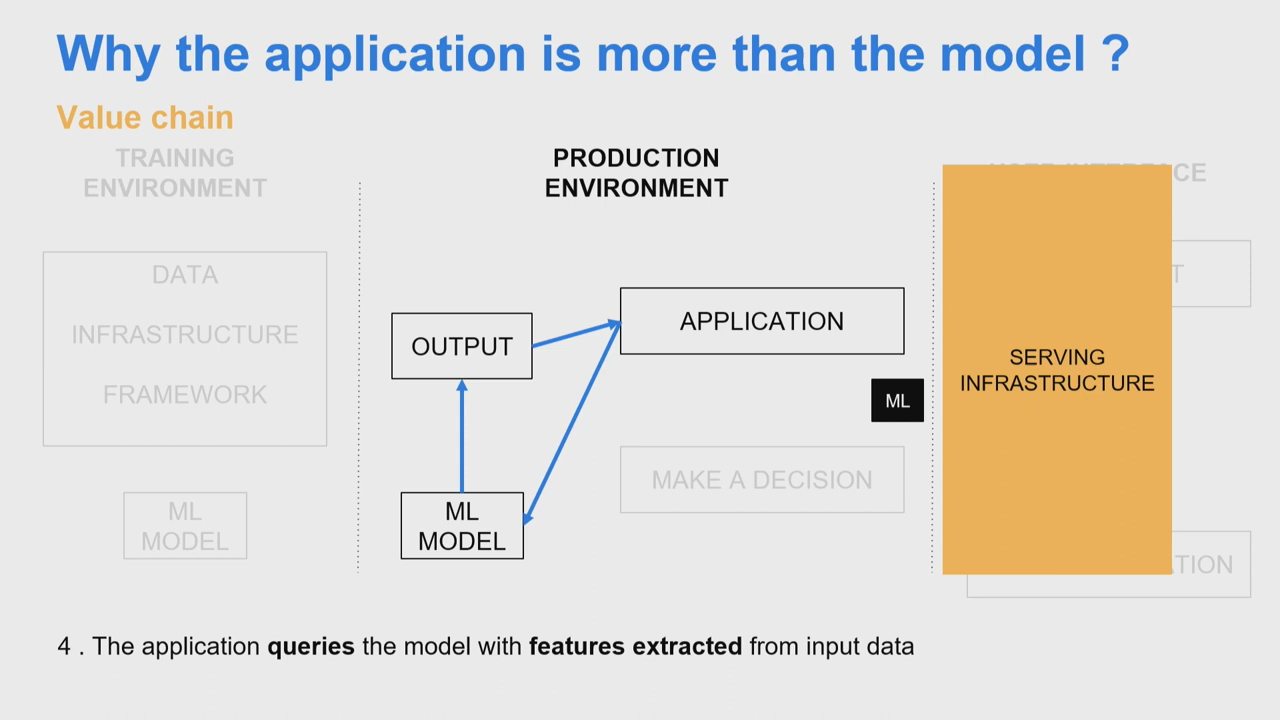 Why the application is more than the model ?
Value chain
TRAINING
ENVIRONMENT
PRODUCTION
ENVIRONMENT
DATA
INFRASTRUCTURE
FRAMEWORK
ML
MODEL
OUTPUT
APPLICATION
ML
MAKE A DECISION
ML
MODEL
SERVING
INFRASTRUCTURE
4 . The application queries the model with features extracted from input data